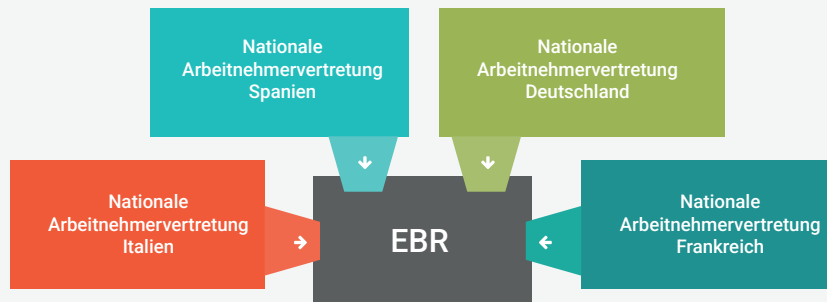 Nationale
Arbeitnehmervertretung
Spanien
Nationale
Arbeitnehmervertretung
Deutschland
Nationale
Arbeitnehmervertretung
Italien
EBR
Nationale
Arbeitnehmervertretung
Frankreich